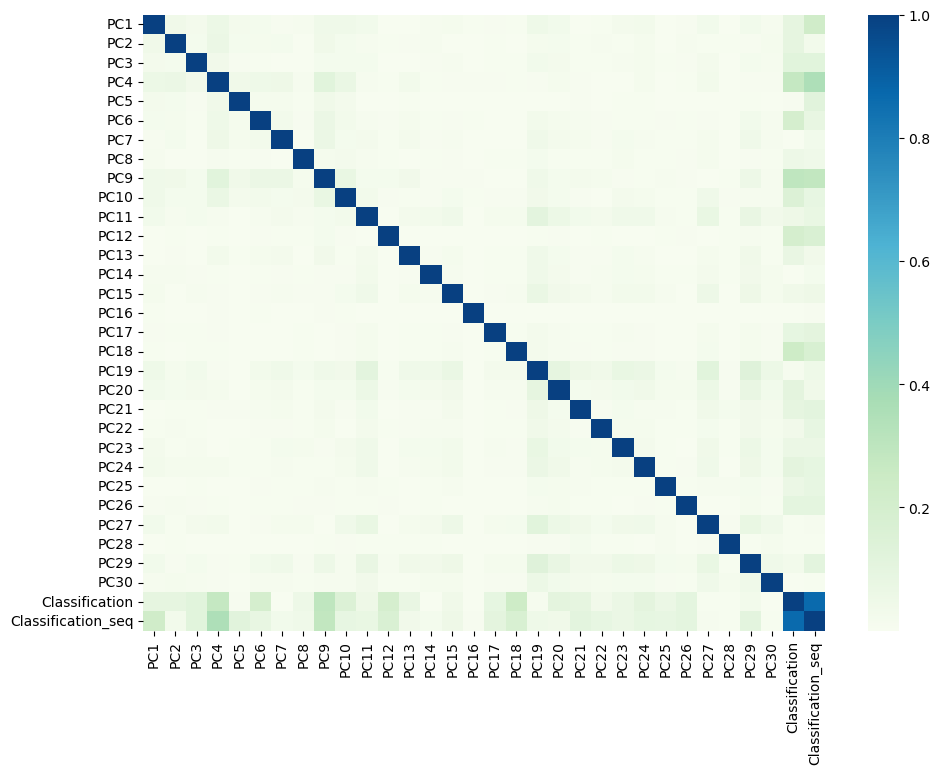 PC1
PC2
PC3
PC4
PC5
PC6
PC7
PC8
PC9
PC10
PC11
PC12
PC13
PC14
PC15
PC16
PC17
PC18
PC19
PC20
PC21
PC22
PC23
PC24
PC25
PC26
PC27
PC28
PC29
PC30
Classification
Classification_seq
PC1
PC2
PC3
PC4
PC5
PC6
PC7
PC8
PC9
PC10
PC11
PC12
PC13
PC14
PC15
PC16
PC17
PC18
PC19
PC20
PC21
PC22
PC23
PC24
PC25
PC26
PC27
PC28
PC29
PC30
Classification
Classification_seq
1.0
0.8
0.6
0.4
0.2